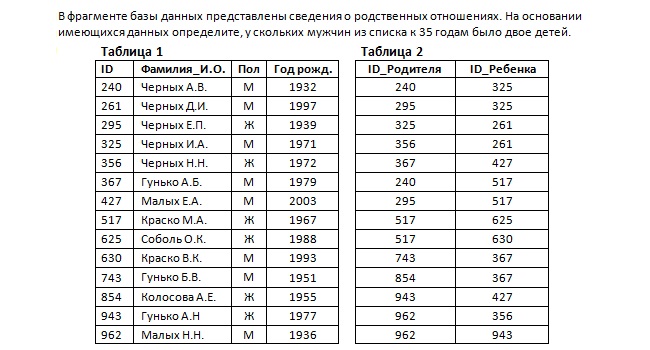 В фрагменте базы данных представлены сведения о родственных отношениях. На основании
имеющихся данных определите, у скольких мужчин из списка к 35 годам было двое детей.
Таблица 1 Таблица 2
ID Фамилия_И.О. Пол Год рожд. ID_Родителя ID_Ребенка
240 Черных А.В. М 1932 240 325
261 Черных Д.И. М 1997 295 325
295 Черных Е.П. Ж 1939 325 261
325 Черных И.А. М 1971 356 261
356 Черных Н.Н. Ж 1972 367 427
367 Гунько А.Б. М 1979 240 517
427 Малых Е.А. М 2003 295 517
517 Краско М.А. Ж 1967 517 625
625 Соболь О.К. Ж 1988 517 630
630 Краско В.К. М 1993 743 367
743 Гунько Б.В. М 1951 854 367
854 Колосова А.Е. Ж 1955 943 427
943 Гунько А.Н Ж 1977 962 356
962 Малых Н.Н. М 1936 962 943